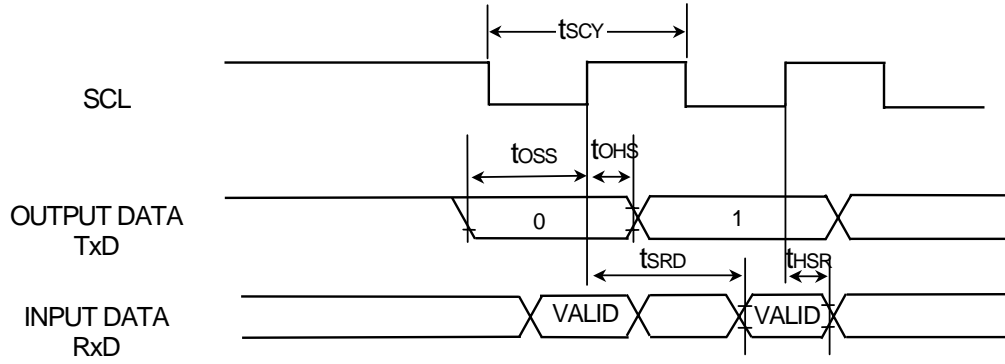 tSCY
SCL
tOSS
tOHS
OUTPUT DATA
TxD
0
1
tSRD
tHSR
INPUT DATA
RxD
VALID
VALID